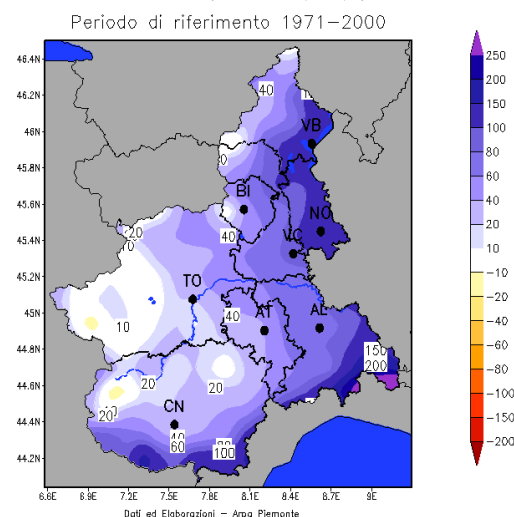 Periodo di riferimento 1971−2000
46.4N
46.2N
46N
45.8N
45.6N
45.4N
45.2N
45N
44.8N
44.6N
44.4N
44.2N
6.6E 6.9E 7.2E 7.5E 7.8E 8.1E 8.4E 8.7E 9E
40
VB
BI
NO
40
VC
20
0
TO
10
40
AT
AL
150
200
20
20
20
CN
40
60
100
250
200
150
100
80
60
40
20
10
−10
−20
−40
−60
−80
−100
−150
−200
Dati ed Elaborazioni − Arpa Piemonte